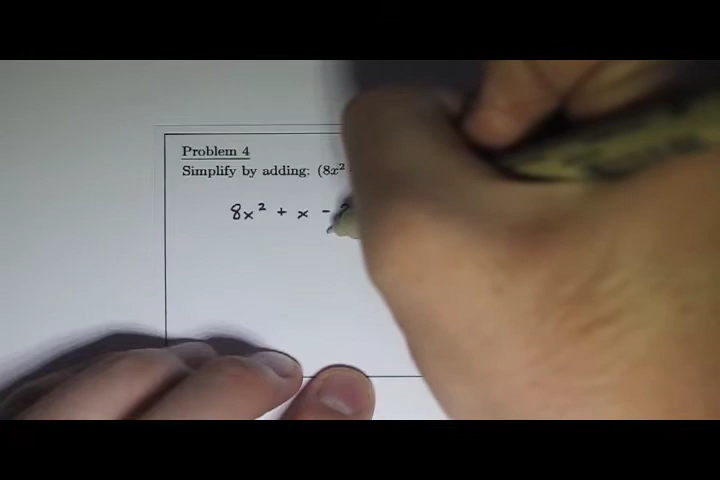 Problem 4
Simplify by adding: (8x²
8x² + x -